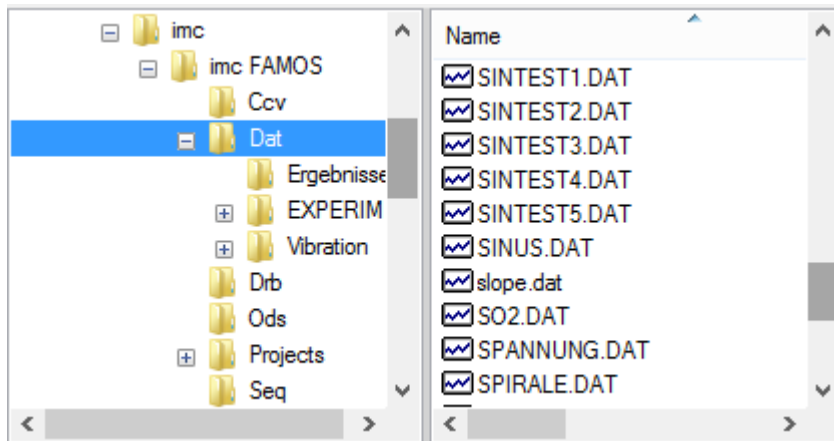 imc
imc FAMOS
Ccv
Dat
Ergebnisse
EXPERIM
Vibration
Drb
Ods
Projects
Seq
Name
SINTEST1.DAT
SINTEST2.DAT
SINTEST3.DAT
SINTEST4.DAT
SINTEST5.DAT
SINUS.DAT
slope.dat
SO2.DAT
SPANNUNG.DAT
SPIRALE.DAT